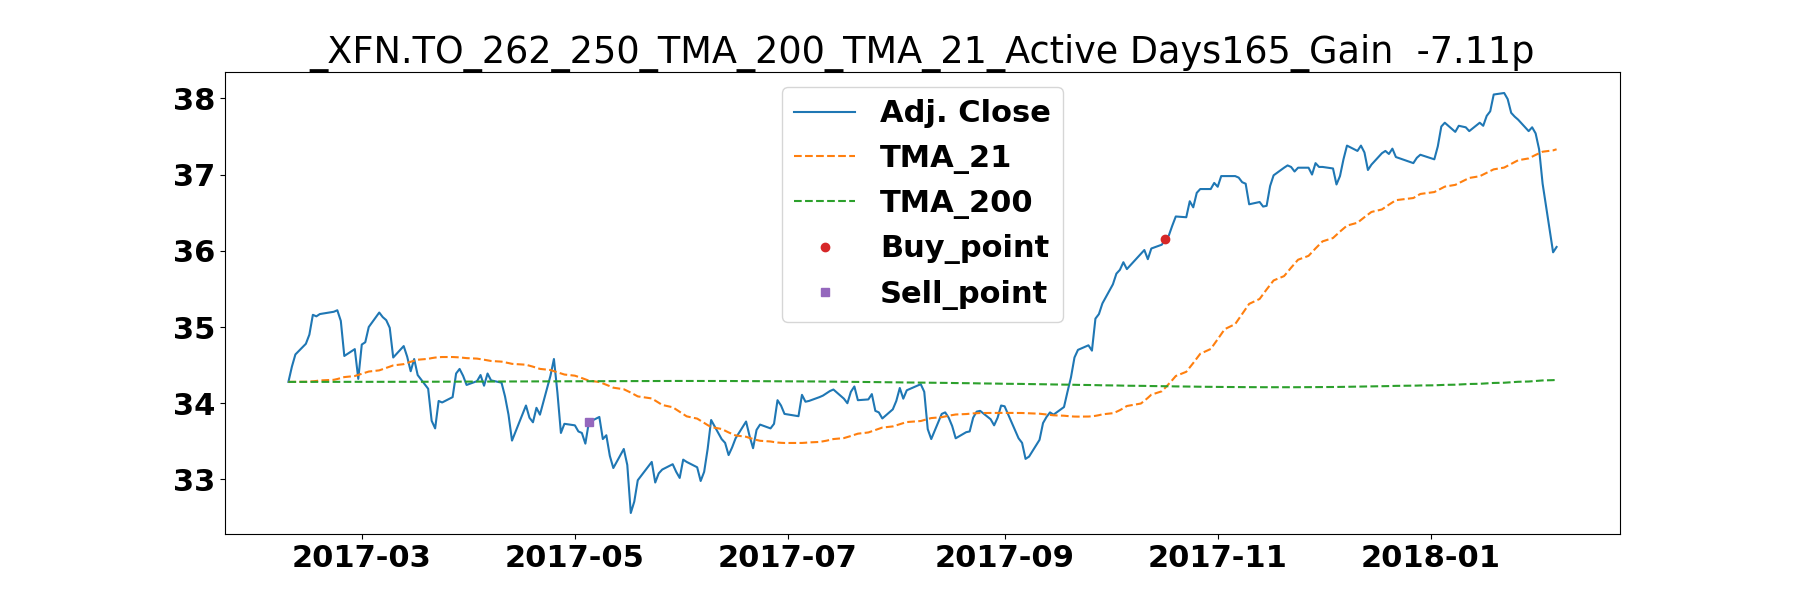 _XFN.TO_262_250_TMA_200_TMA_21_Active Days165_Gain  -7.11p
38
37
36
35
34
33
Adj. Close
TMA_21
TMA_200
Buy_point
Sell_point
2017-03 2017-05 2017-07 2017-09 2017-11 2018-01